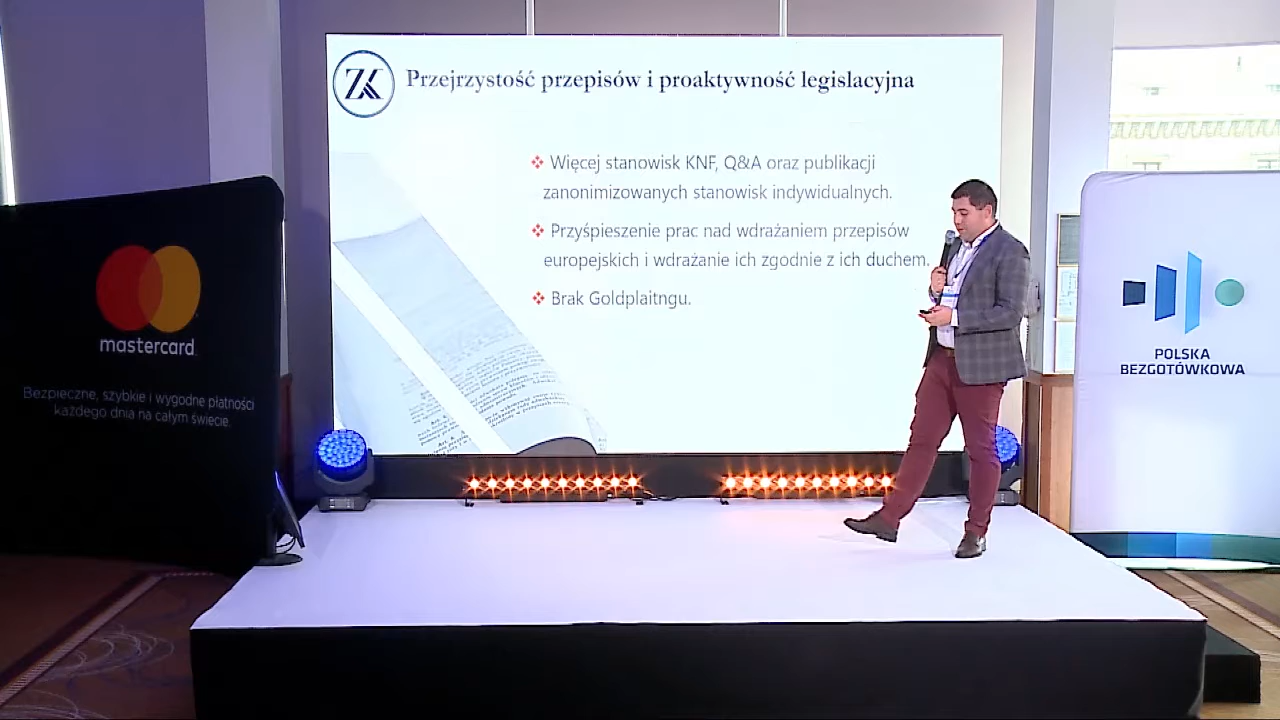 ZK
Przejrzystość przepisów i proaktywność legislacyjna
Więcej stanowisk KNF, Q&A oraz publikacji
zanonimizowanych stanowisk indywidualnych.
Przyśpieszenie prac nad wdrażaniem przepisów
europejskich i wdrażanie ich zgodnie z ich duchem.
Brak Goldplaitngu.
mastercard
Bezpieczne, szybkie i wygodne płatności
każdego dnia na całym świecie.
POLSKA
BEZGOTÓWKOWA